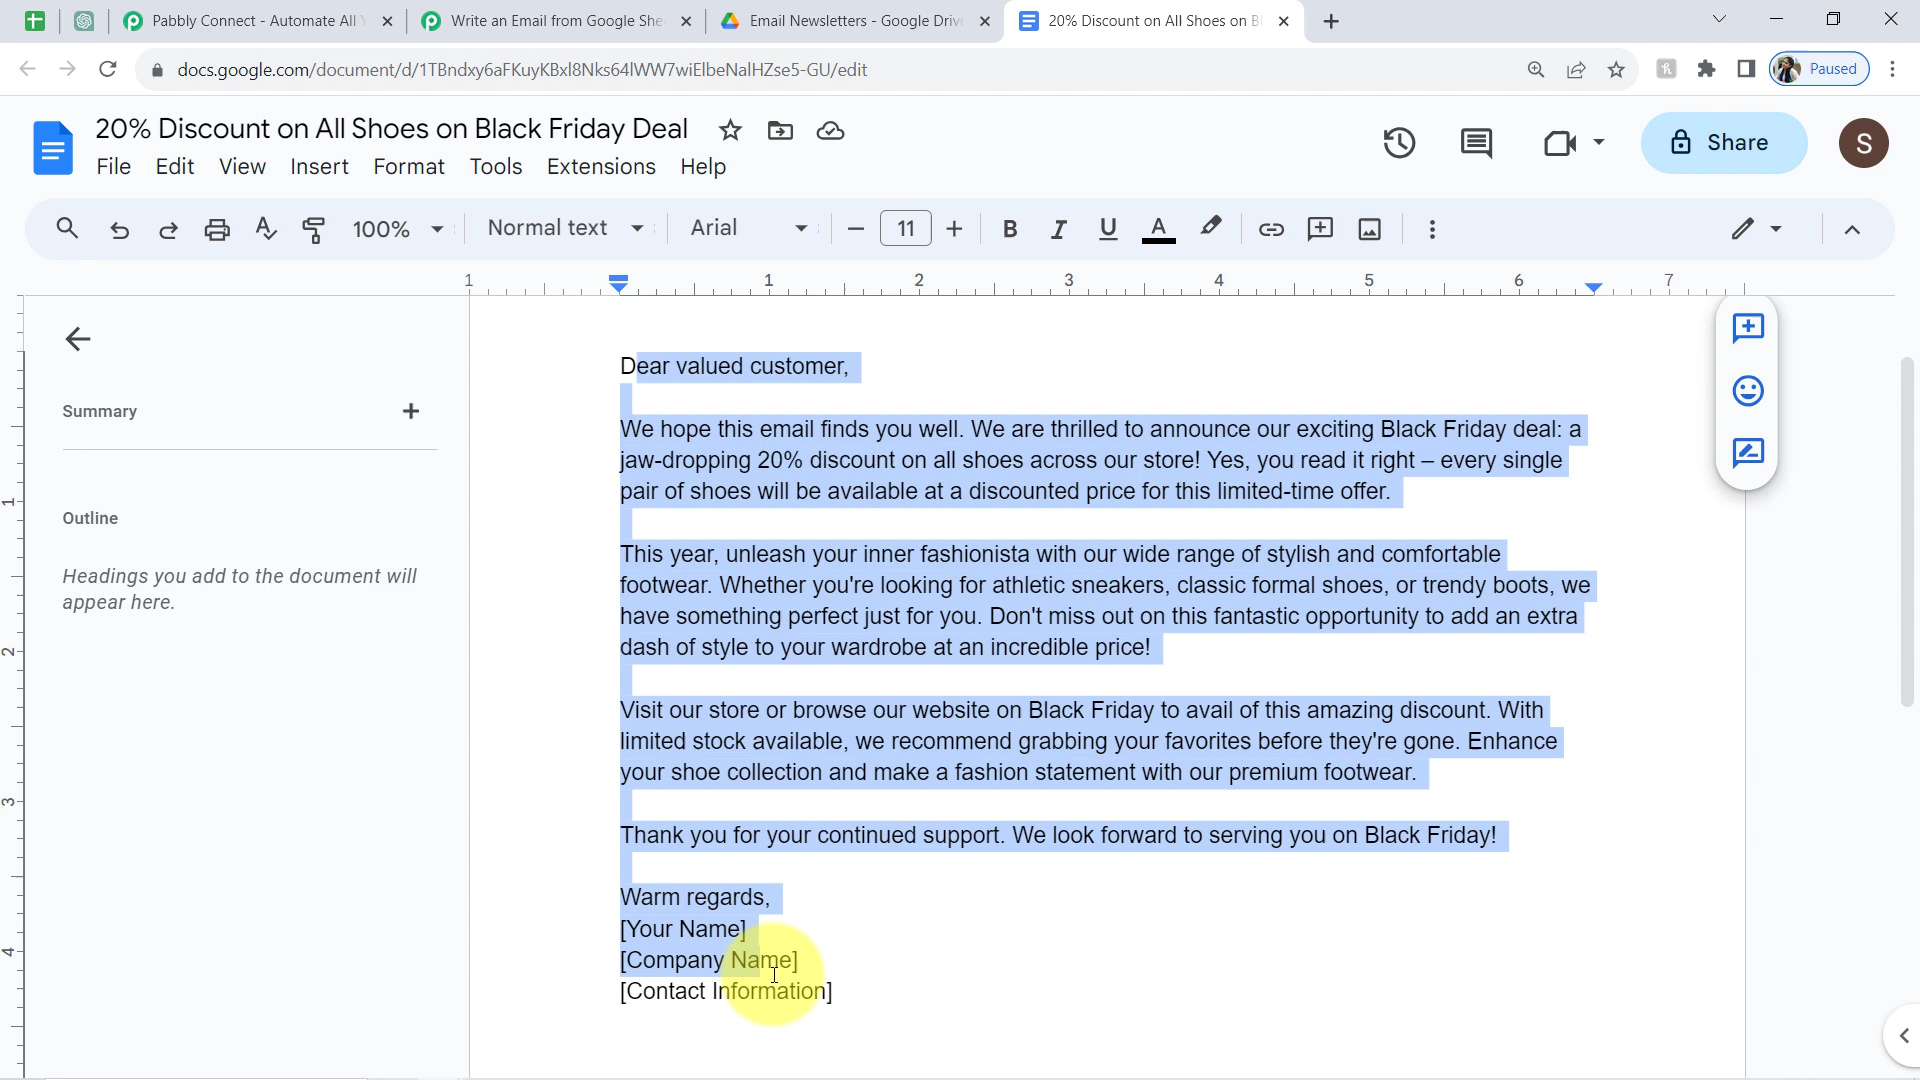 Pabbly Connect - Automate All
Write an Email from Google She
Email Newsletters - Google Driv
20% Discount on All Shoes on B
docs.google.com/document/d/1TBndxy6aFKuyKBxl8Nks64lWW7wiElbeNalHZse5-GU/edit
Paused
20% Discount on All Shoes on Black Friday Deal
File Edit View Insert Format Tools Extensions Help
Share
S
100% Normal text Arial 11 B I U A
1 1 2 3 4 5 6 7
Summary
Outline
Headings you add to the document will
appear here.
1
2
3
4
Dear valued customer,
We hope this email finds you well. We are thrilled to announce our exciting Black Friday deal: a
jaw-dropping 20% discount on all shoes across our store! Yes, you read it right – every single
pair of shoes will be available at a discounted price for this limited-time offer.
This year, unleash your inner fashionista with our wide range of stylish and comfortable
footwear. Whether you're looking for athletic sneakers, classic formal shoes, or trendy boots, we
have something perfect just for you. Don't miss out on this fantastic opportunity to add an extra
dash of style to your wardrobe at an incredible price!
Visit our store or browse our website on Black Friday to avail of this amazing discount. With
limited stock available, we recommend grabbing your favorites before they're gone. Enhance
your shoe collection and make a fashion statement with our premium footwear.
Thank you for your continued support. We look forward to serving you on Black Friday!
Warm regards,
[Your Name]
[Company Name]
[Contact Information]